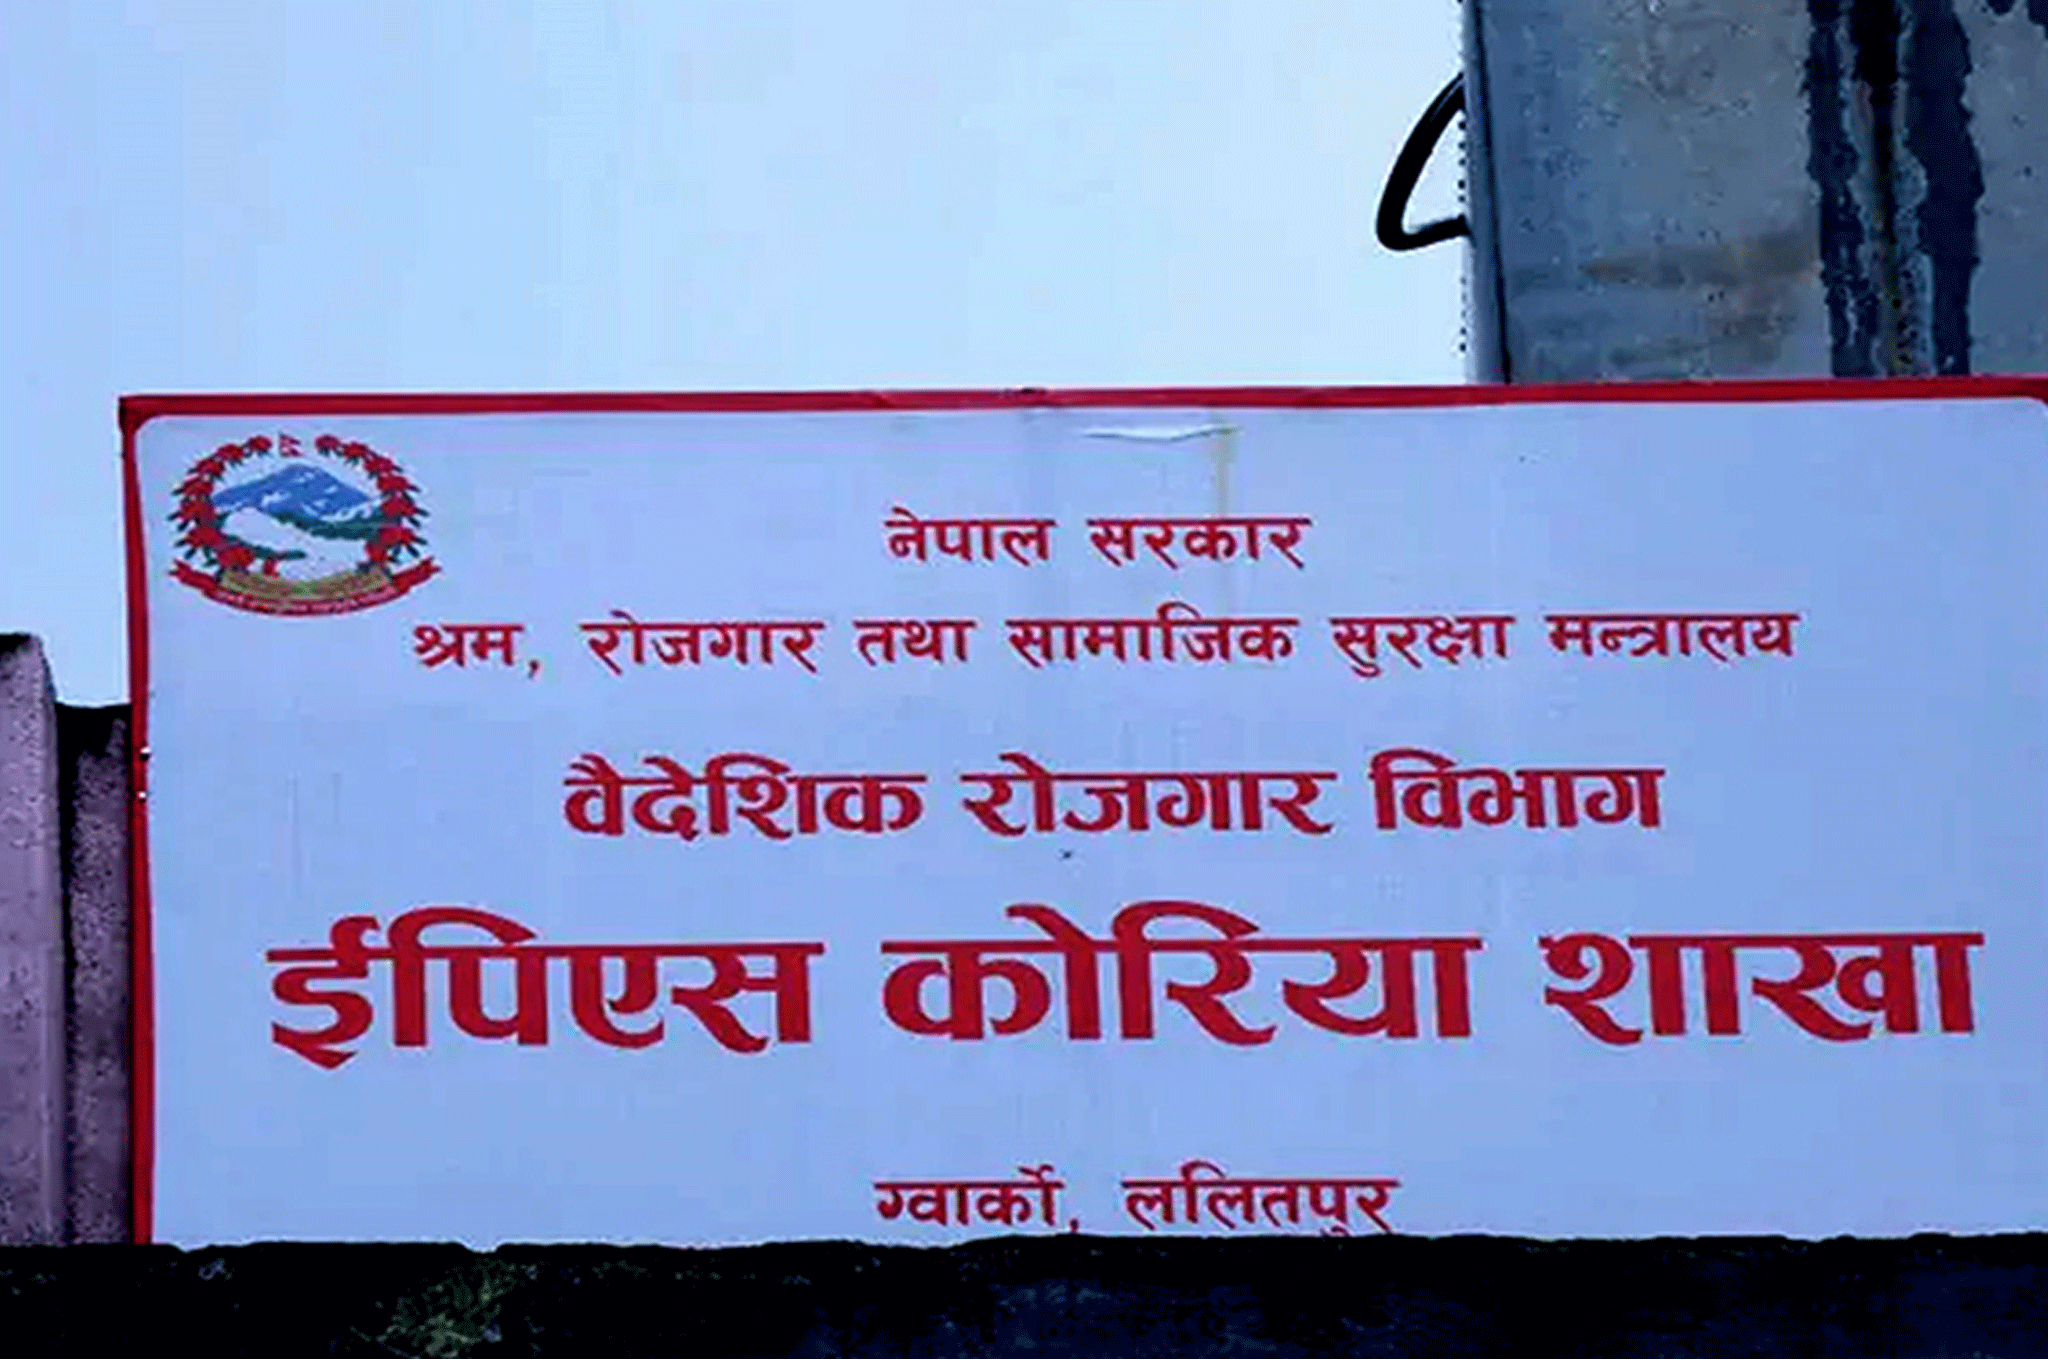 नेपाल सरकार
श्रम, रोजगार तथा सामाजिक सुरक्षा मन्त्रालय
वैदेशिक रोजगार विभाग
ईपिएस कोरिया शाखा
ग्वार्को, ललितपुर